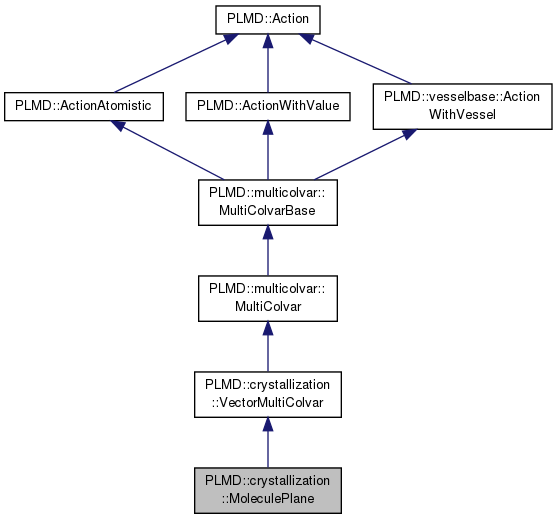 PLMD::Action
PLMD::ActionAtomistic
PLMD::ActionWithValue
PLMD::vesselbase::Action
WithVessel
PLMD::multicolvar::
MultiColvarBase
PLMD::multicolvar::
MultiColvar
PLMD::crystallization
::VectorMultiColvar
PLMD::crystallization
::MoleculePlane